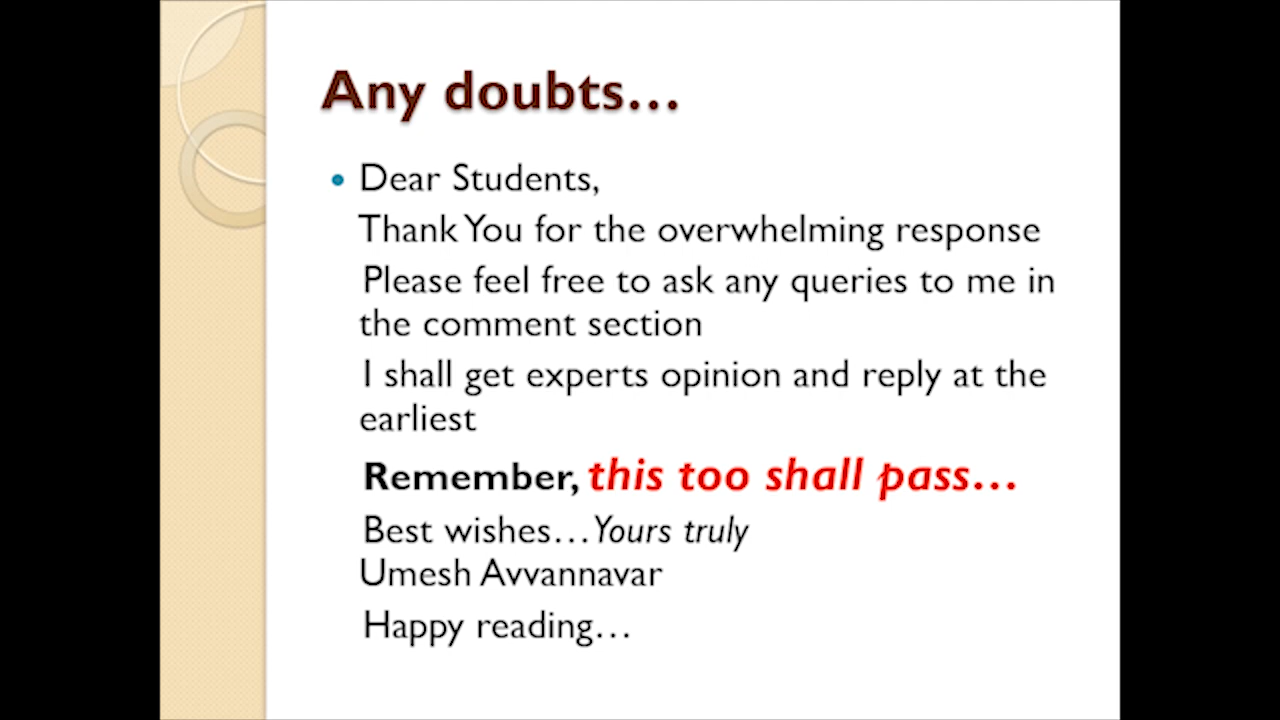 Any doubts...
Dear Students,
Thank You for the overwhelming response
Please feel free to ask any queries to me in
the comment section
I shall get experts opinion and reply at the
earliest
Remember, this too shall pass...
Best wishes...Yours truly
Umesh Avvannavar
Happy reading...